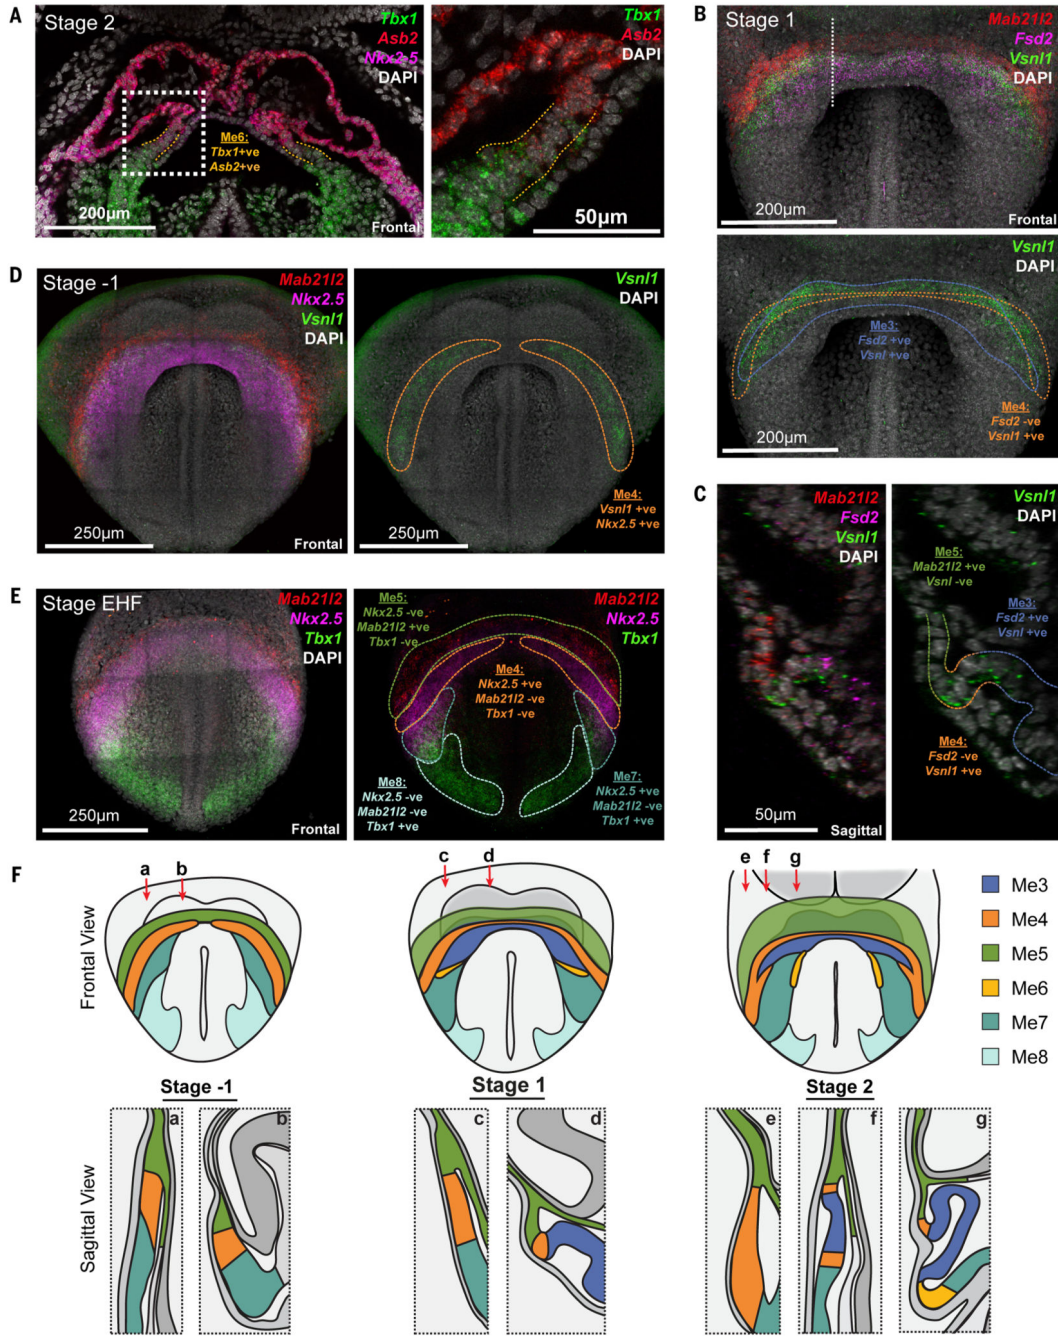 A
Stage 2
Tbx1
Asb2
Nkx2.5
DAPI
Me6:
Tbx1+ve
Asb2+ve
200μm
Frontal
Tbx1
Asb2
DAPI
50μm
B
Stage 1
Mab21l2
Fsd2
Vsnl1
DAPI
200μm
Frontal
Vsnl1
DAPI
Me3:
Fsd2 +ve
Vsnl +ve
Me4:
Fsd2 -ve
Vsnl1 +ve
200μm
D
Stage -1
Mab21l2
Nkx2.5
Vsnl1
DAPI
250μm
Frontal
Vsnl1
DAPI
Me4:
Vsnl1 +ve
Nkx2.5 +ve
250μm
C
Mab21l2
Fsd2
Vsnl1
DAPI
50μm
Sagittal
Vsnl1
DAPI
Me5:
Mab21l2 +ve
Vsnl -ve
Me3:
Fsd2 +ve
Vsnl +ve
Me4:
Fsd2 -ve
Vsnl1 +ve
E
Stage EHF
Mab21l2
Nkx2.5
Tbx1
DAPI
250μm
Frontal
Me5:
Nkx2.5 -ve
Mab21l2 +ve
Tbx1 -ve
Mab21l2
Nkx2.5
Tbx1
Me4:
Nkx2.5 +ve
Mab21l2 -ve
Tbx1 -ve
Me8:
Nkx2.5 -ve
Mab21l2 -ve
Tbx1 +ve
Me7:
Nkx2.5 +ve
Mab21l2 -ve
Tbx1 +ve
F
Frontal View
a b
c d
e f g
Me3
Me4
Me5
Me6
Me7
Me8
Stage -1
Stage 1
Stage 2
Sagittal View
a
b
c
d
e
f
g